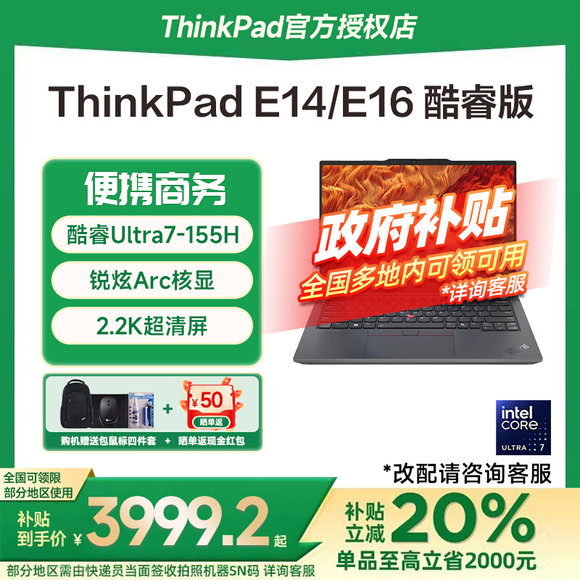 ThinkPad官方授权店
ThinkPad E14/E16 酷睿版
便携商务
酷睿Ultra7-155H
锐炫Arc核显
2.2K超清屏
政府补贴
全国多地内可领可用
*详询客服
¥50
晒单返
购机赠送包鼠标四件套 + 晒单返现金红包
intel
CORE
ULTRA 7
*改配请咨询客服
全国可领限
部分地区使用
补贴
到手价
3999.2起
补贴
立减
20%
单品至高立省2000元
部分地区需由快递员当面签收拍照机器SN码 详询客服